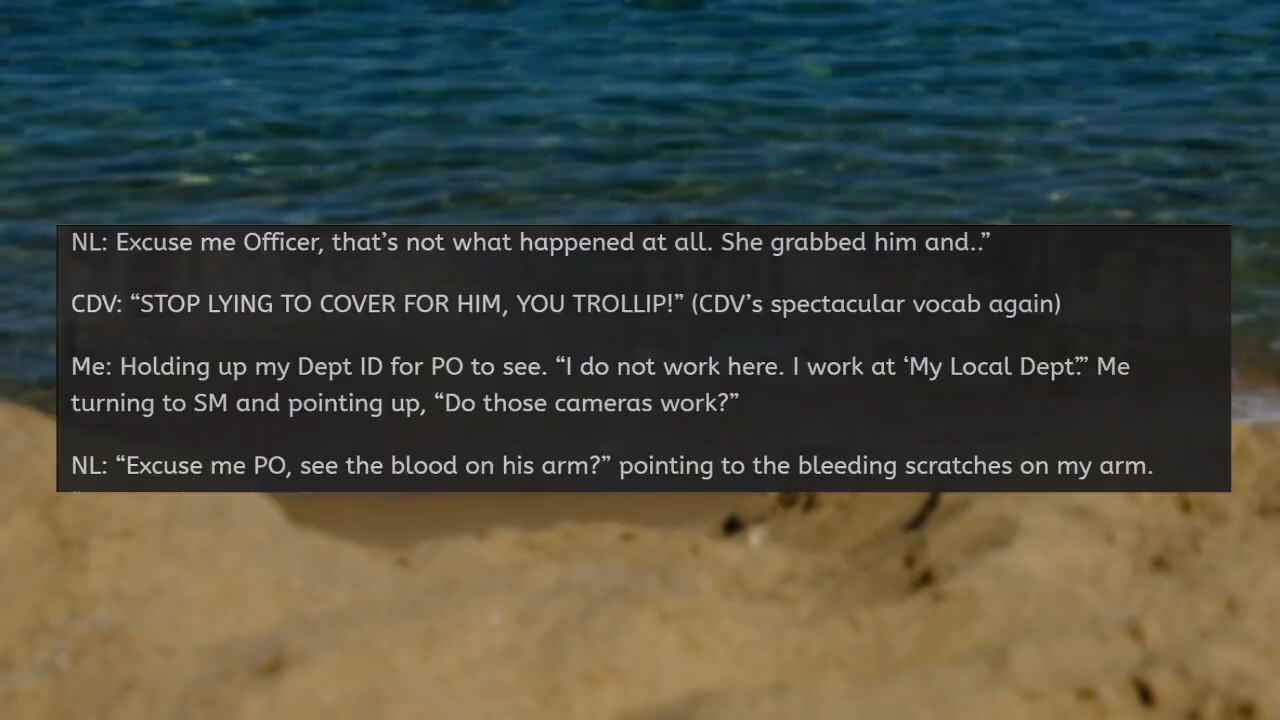 NL: Excuse me Officer, that’s not what happened at all. She grabbed him and..”
CDV: “STOP LYING TO COVER FOR HIM, YOU TROLLIP!” (CDV’s spectacular vocab again)
Me: Holding up my Dept ID for PO to see. “I do not work here. I work at ‘My Local Dept’.” Me
turning to SM and pointing up, “Do those cameras work?”
NL: “Excuse me PO, see the blood on his arm?” pointing to the bleeding scratches on my arm.